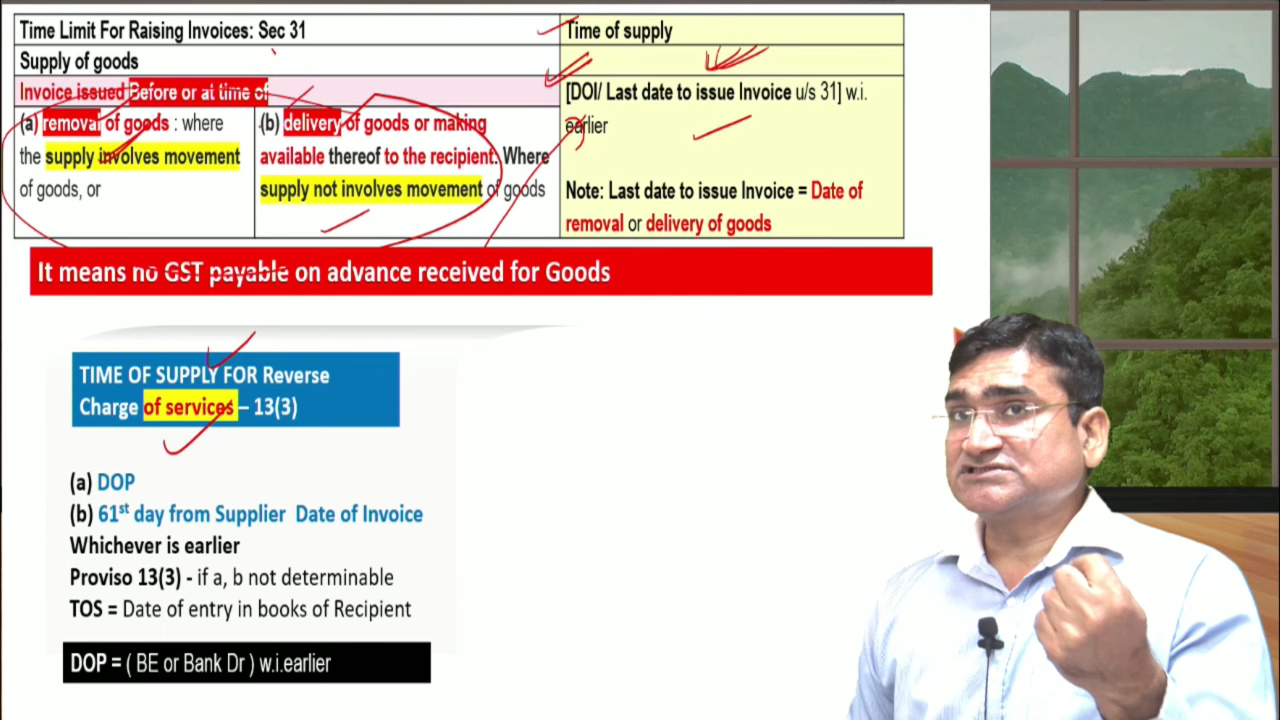 Time Limit For Raising Invoices: Sec 31
Time of supply
Supply of goods
Invoice issued Before or at time of
(a) removal of goods : where
the supply involves movement
of goods, or
(b) delivery of goods or making
available thereof to the recipient. Where
supply not involves movement of goods
[DOI/ Last date to issue Invoice u/s 31] w.i.
earlier
Note: Last date to issue Invoice = Date of
removal or delivery of goods
It means no GST payable on advance received for Goods
TIME OF SUPPLY FOR Reverse
Charge of services – 13(3)
(a) DOP
(b) 61st day from Supplier Date of Invoice
Whichever is earlier
Proviso 13(3) - if a, b not determinable
TOS = Date of entry in books of Recipient
DOP = ( BE or Bank Dr ) w.i.earlier